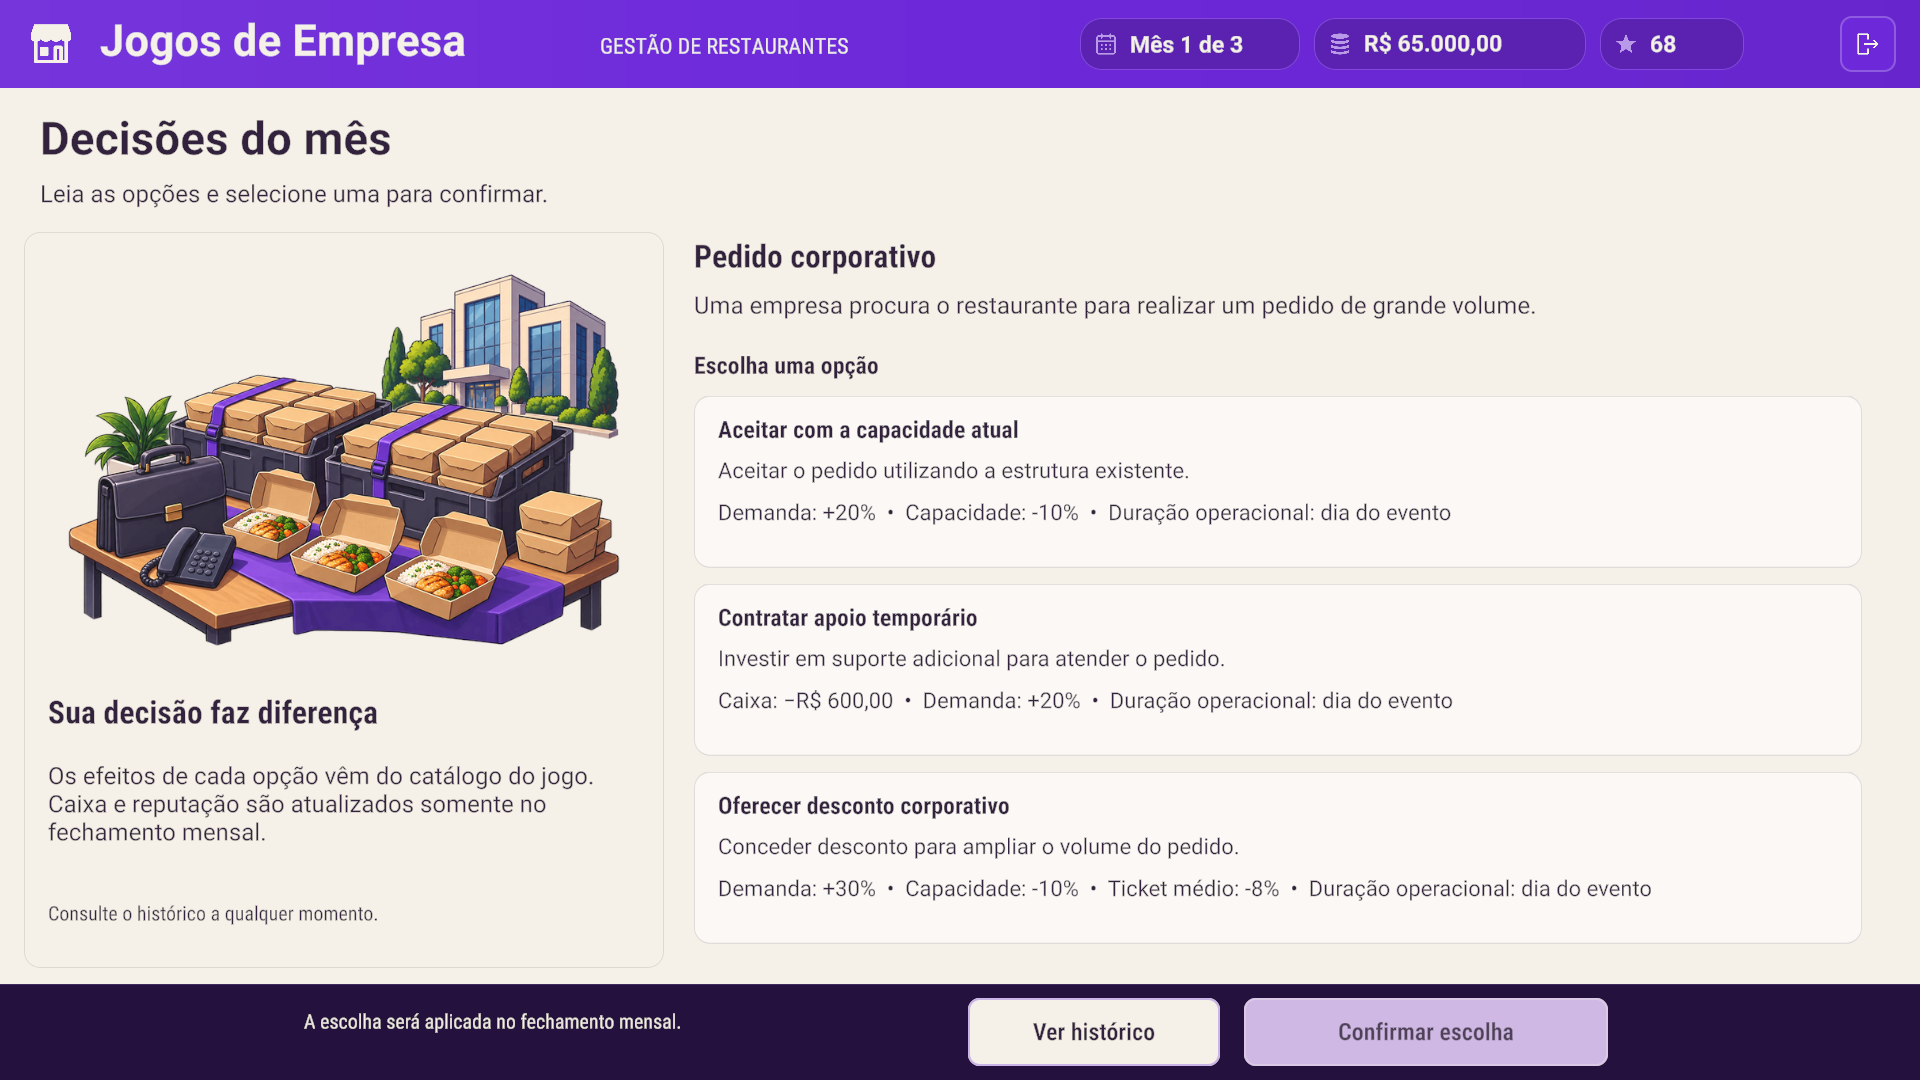 Jogos de Empresa
GESTÃO DE RESTAURANTES
Mês 1 de 3
R$ 65.000,00
68
Decisões do mês
Leia as opções e selecione uma para confirmar.
Sua decisão faz diferença
Os efeitos de cada opção vêm do catálogo do jogo.
Caixa e reputação são atualizados somente no
fechamento mensal.
Consulte o histórico a qualquer momento.
Pedido corporativo
Uma empresa procura o restaurante para realizar um pedido de grande volume.
Escolha uma opção
Aceitar com a capacidade atual
Aceitar o pedido utilizando a estrutura existente.
Demanda: +20% • Capacidade: -10% • Duração operacional: dia do evento
Contratar apoio temporário
Investir em suporte adicional para atender o pedido.
Caixa: −R$ 600,00 • Demanda: +20% • Duração operacional: dia do evento
Oferecer desconto corporativo
Conceder desconto para ampliar o volume do pedido.
Demanda: +30% • Capacidade: -10% • Ticket médio: -8% • Duração operacional: dia do evento
A escolha será aplicada no fechamento mensal.
Ver histórico
Confirmar escolha